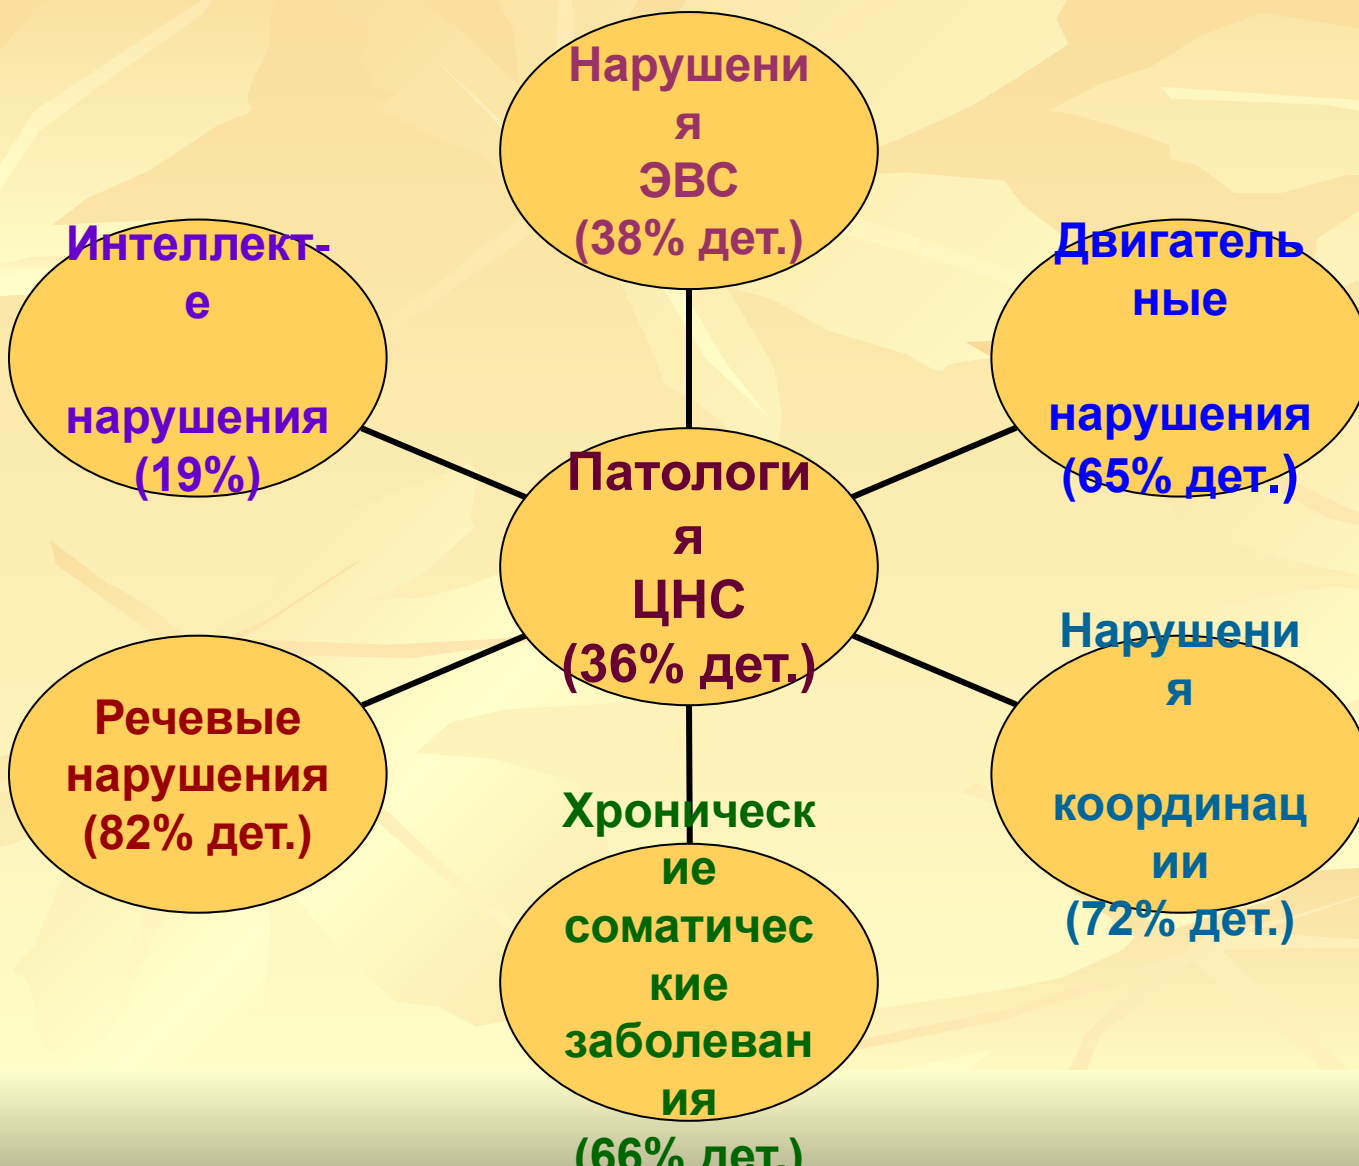 Нарушени
я
ЭВС
(38% дет.)
Интеллект-
е
нарушения
(19%)
Двигатель
ные
нарушения
(65% дет.)
Патологи
я
ЦНС
(36% дет.)
Речевые
нарушения
(82% дет.)
Нарушени
я
координац
ии
(72% дет.)
Хроническ
ие
соматичес
кие
заболеван
ия
(66% дет.)